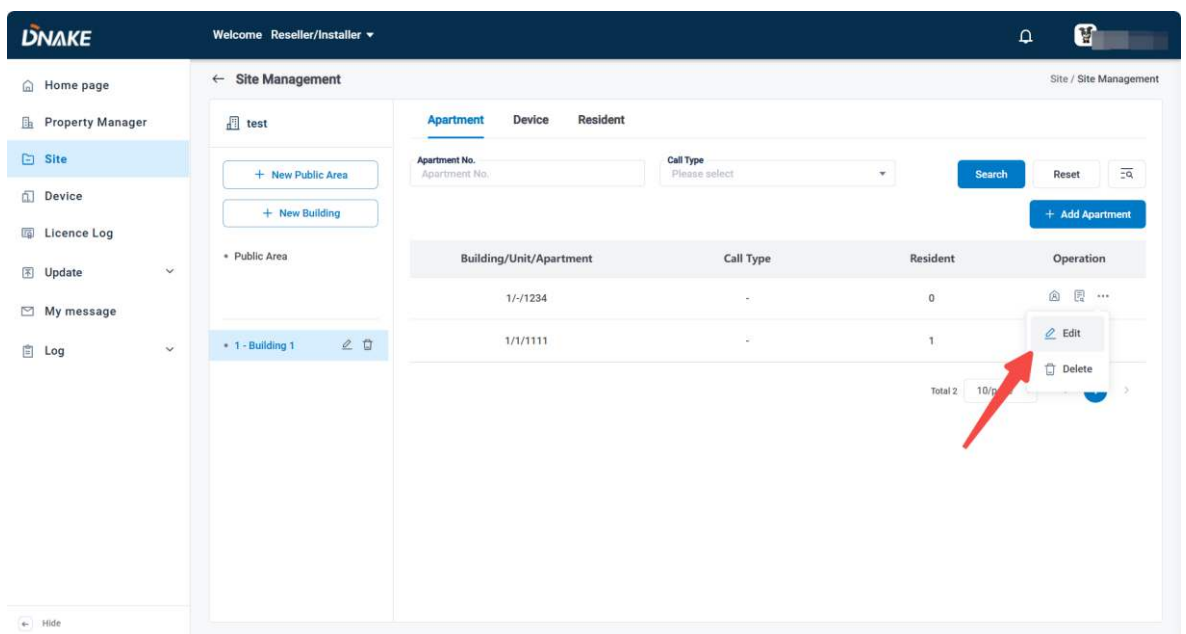 DNAKE
Welcome Reseller/Installer
Home page
Property Manager
Site
Device
Licence Log
Update
My message
Log
Hide
← Site Management
Site / Site Management
test
+ New Public Area
+ New Building
• Public Area
• 1 - Building 1
Apartment Device Resident
Apartment No.
Apartment No.
Call Type
Please select
Search Reset
+ Add Apartment
Building/Unit/Apartment Call Type Resident Operation
1/-/1234 - 0 ...
1/1/1111 - 1
Edit
Delete
Total 2 10/p